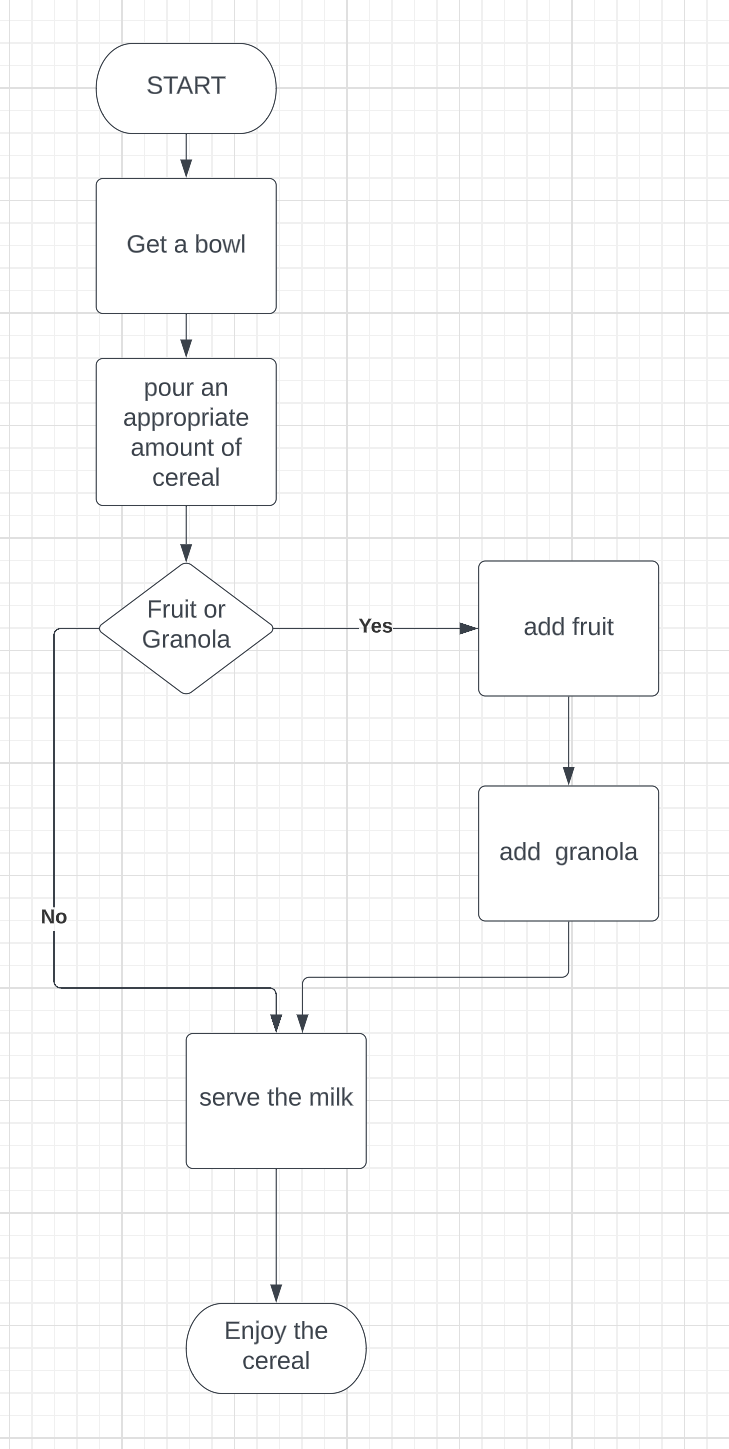 START
Get a bowl
pour an
appropriate
amount of
cereal
Fruit or
Granola
Yes
add fruit
add  granola
No
serve the milk
Enjoy the
cereal